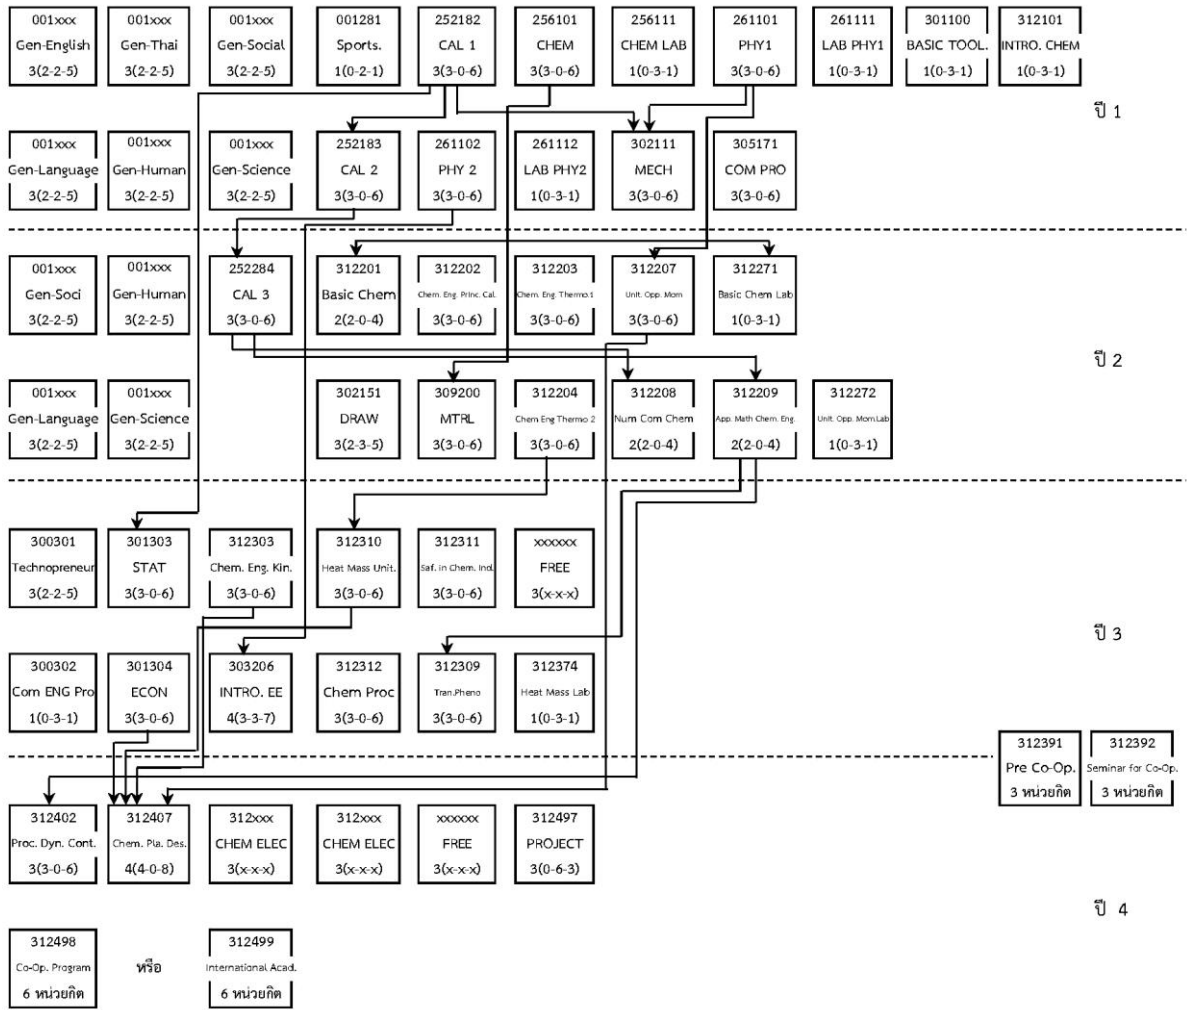 001xxx
Gen-English
3(2-2-5)
001xxx
Gen-Thai
3(2-2-5)
001xxx
Gen-Social
3(2-2-5)
001281
Sports.
1(0-2-1)
252182
CAL 1
3(3-0-6)
256101
CHEM
3(3-0-6)
256111
CHEM LAB
1(0-3-1)
261101
PHY1
3(3-0-6)
261111
LAB PHY1
1(0-3-1)
301100
BASIC TOOL.
1(0-3-1)
312101
INTRO. CHEM
1(0-3-1)
ปี 1
001xxx
Gen-Language
3(2-2-5)
001xxx
Gen-Human
3(2-2-5)
001xxx
Gen-Science
3(2-2-5)
252183
CAL 2
3(3-0-6)
261102
PHY 2
3(3-0-6)
261112
LAB PHY2
1(0-3-1)
302111
MECH
3(3-0-6)
305171
COM PRO
3(3-0-6)
001xxx
Gen-Soci
3(2-2-5)
001xxx
Gen-Human
3(2-2-5)
252284
CAL 3
3(3-0-6)
312201
Basic Chem
2(2-0-4)
312202
Chem. Eng. Princ. Cal.
3(3-0-6)
312203
Chem. Eng. Thermo.1
3(3-0-6)
312207
Unit. Opp. Mom
3(3-0-6)
312271
Basic Chem Lab
1(0-3-1)
ปี 2
001xxx
Gen-Language
3(2-2-5)
001xxx
Gen-Science
3(2-2-5)
302151
DRAW
3(2-3-5)
309200
MTRL
3(3-0-6)
312204
Chem Eng Thermo 2
3(3-0-6)
312208
Num Com Chem
2(2-0-4)
312209
App. Math Chem. Eng.
2(2-0-4)
312272
Unit. Opp. Mom.Lab
1(0-3-1)
300301
Technopreneur
3(2-2-5)
301303
STAT
3(3-0-6)
312303
Chem. Eng. Kin.
3(3-0-6)
312310
Heat Mass Unit.
3(3-0-6)
312311
Saf. in Chem. Ind.
3(3-0-6)
xxxxxx
FREE
3(x-x-x)
ปี 3
300302
Com ENG Pro
1(0-3-1)
301304
ECON
3(3-0-6)
303206
INTRO. EE
4(3-3-7)
312312
Chem Proc
3(3-0-6)
312309
Tran.Pheno
3(3-0-6)
312374
Heat Mass Lab
1(0-3-1)
312391
Pre Co-Op.
3 หน่วยกิต
312392
Seminar for Co-Op.
3 หน่วยกิต
312402
Proc. Dyn. Cont.
3(3-0-6)
312407
Chem. Pla. Des.
4(4-0-8)
312xxx
CHEM ELEC
3(x-x-x)
312xxx
CHEM ELEC
3(x-x-x)
xxxxxx
FREE
3(x-x-x)
312497
PROJECT
3(0-6-3)
ปี 4
312498
Co-Op. Program
6 หน่วยกิต
หรือ
312499
International Acad.
6 หน่วยกิต